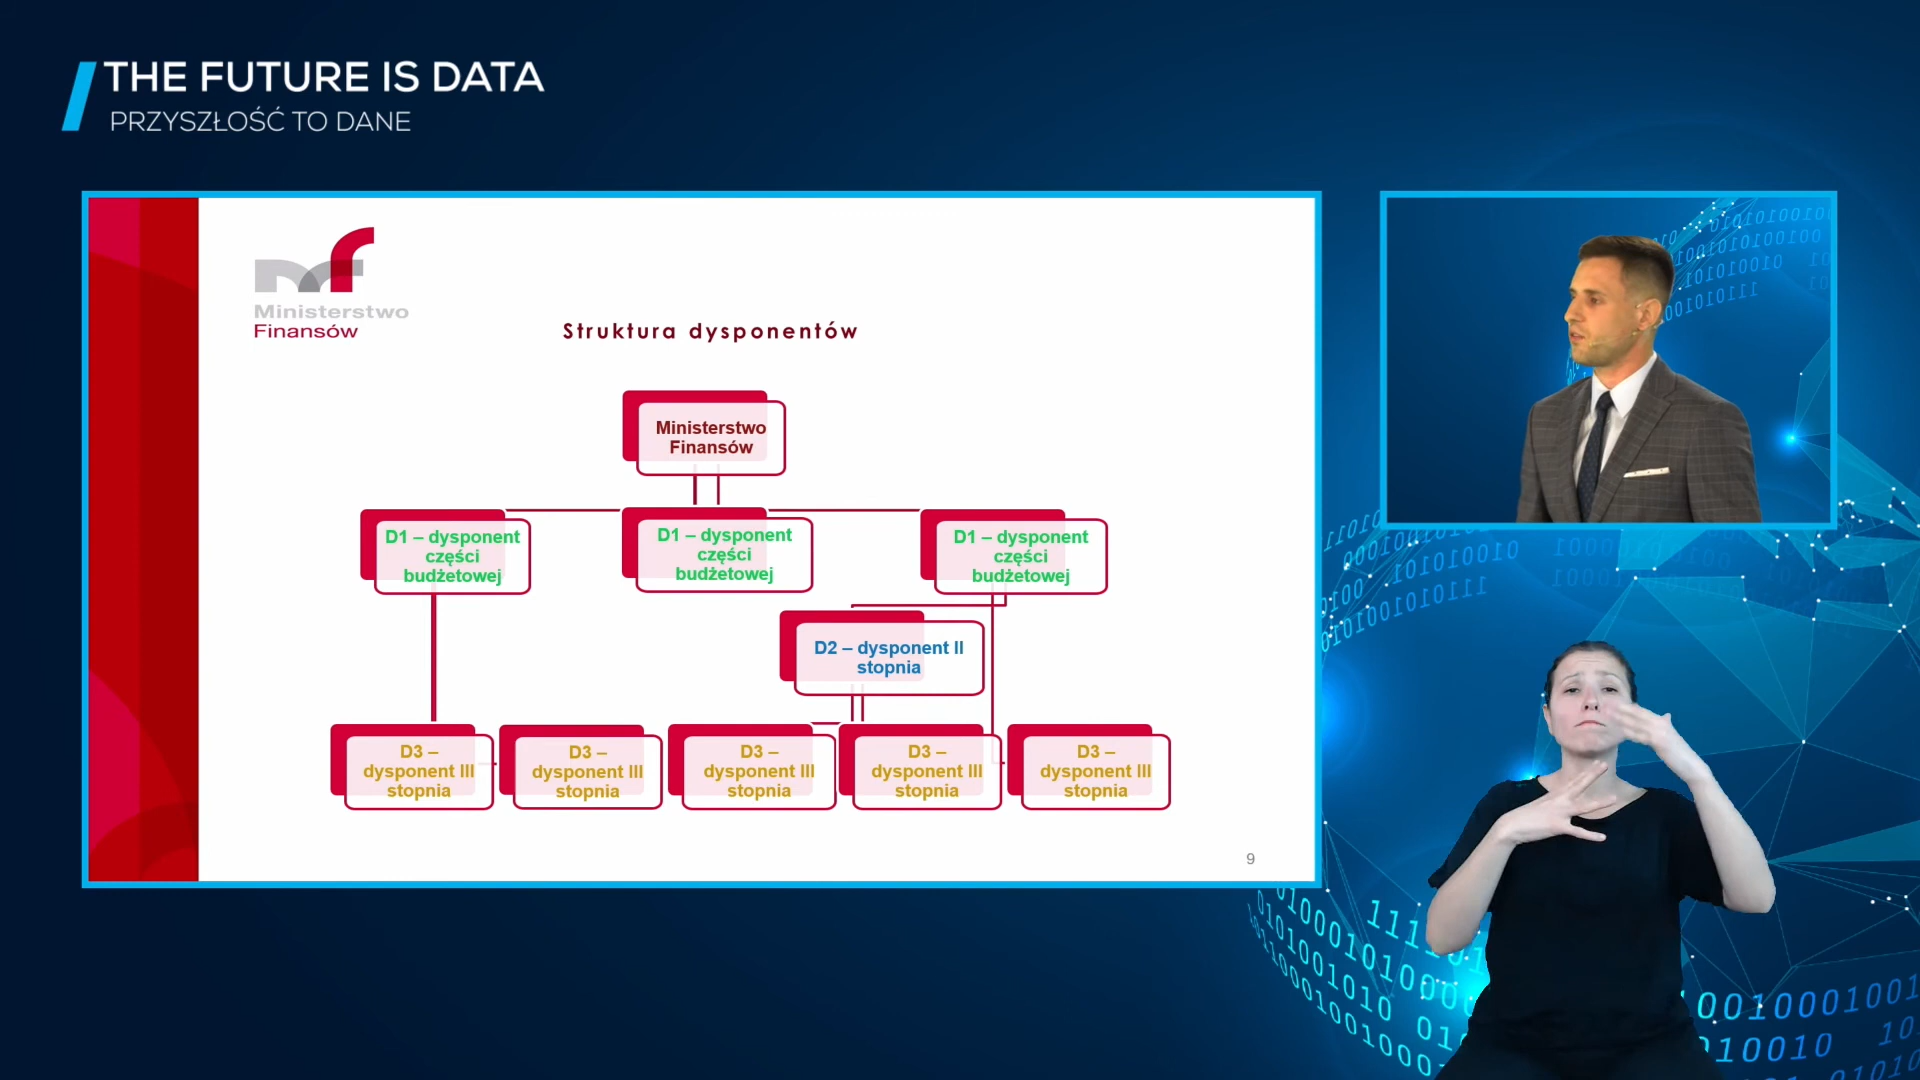 THE FUTURE IS DATA
PRZYSZŁOŚĆ TO DANE
Ministerstwo
Finansów
Struktura dysponentów
Ministerstwo
Finansów
D1 – dysponent
części
budżetowej
D1 – dysponent
części
budżetowej
D1 – dysponent
części
budżetowej
D2 – dysponent II
stopnia
D3 –
dysponent III
stopnia
D3 –
dysponent III
stopnia
D3 –
dysponent III
stopnia
D3 –
dysponent III
stopnia
D3 –
dysponent III
stopnia
9